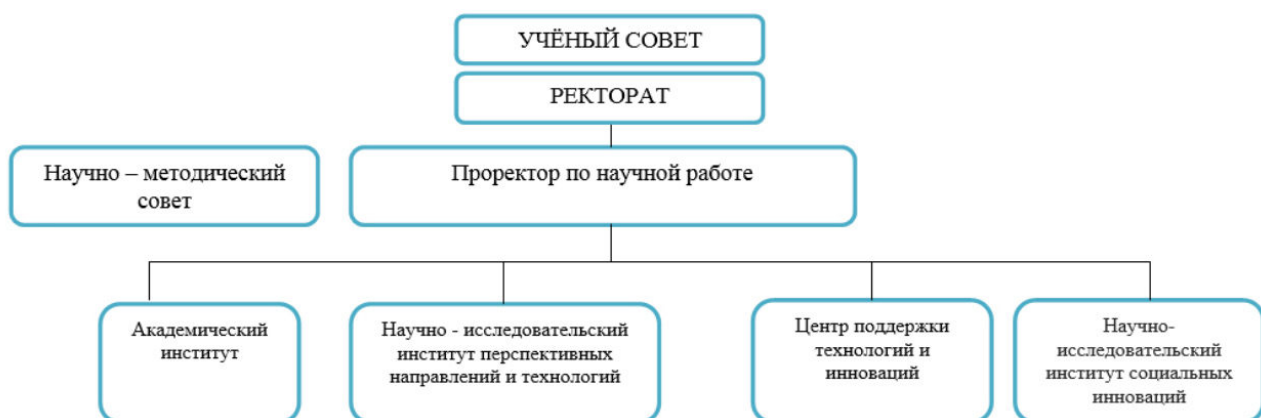 УЧЁНЫЙ СОВЕТ
РЕКТОРАТ
Научно – методический
совет
Проректор по научной работе
Академический
институт
Научно - исследовательский
институт перспективных
направлений и технологий
Центр поддержки
технологий и
инноваций
Научно-
исследовательский
институт социальных
инноваций